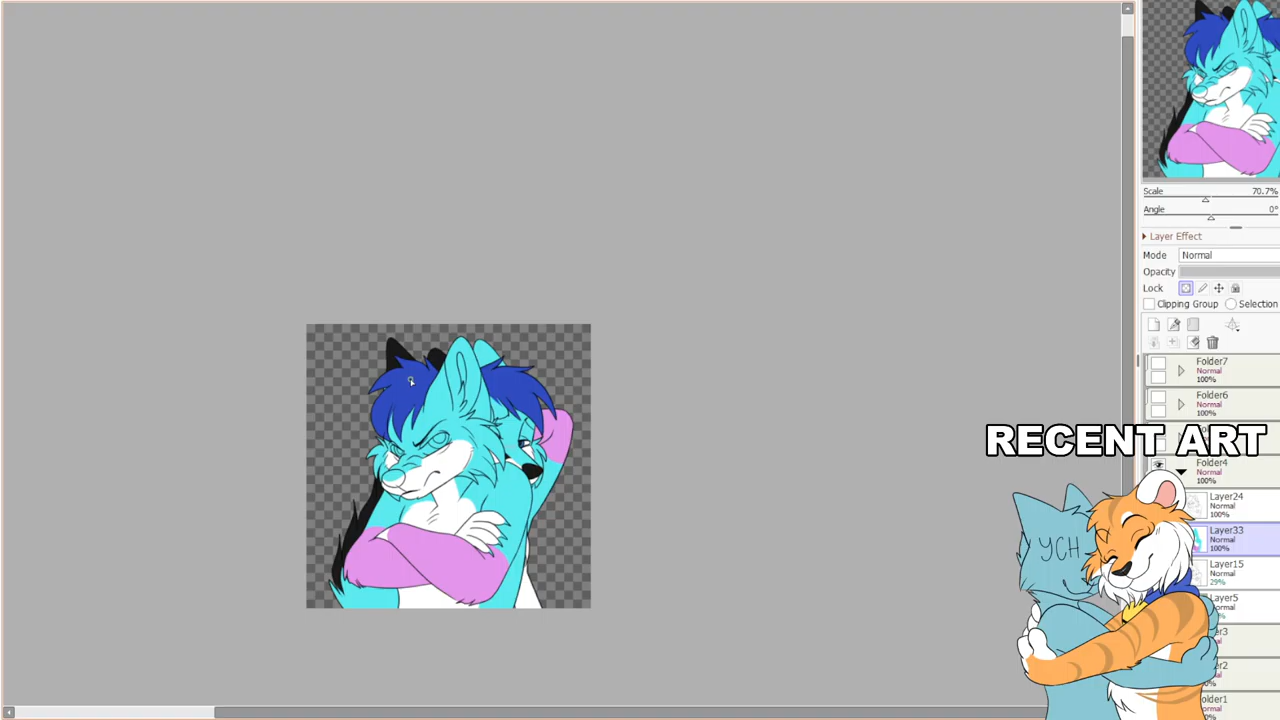 Scale 70.7%
Angle 0°
Layer Effect
Mode Normal
Opacity
Lock
Clipping Group Selection
Folder7
Normal
100%
Folder6
Normal
100%
RECENT ART
Folder4
Normal
100%
Layer24
Normal
100%
Layer33
Normal
100%
Layer15
Normal
29%
Layer5
YCH